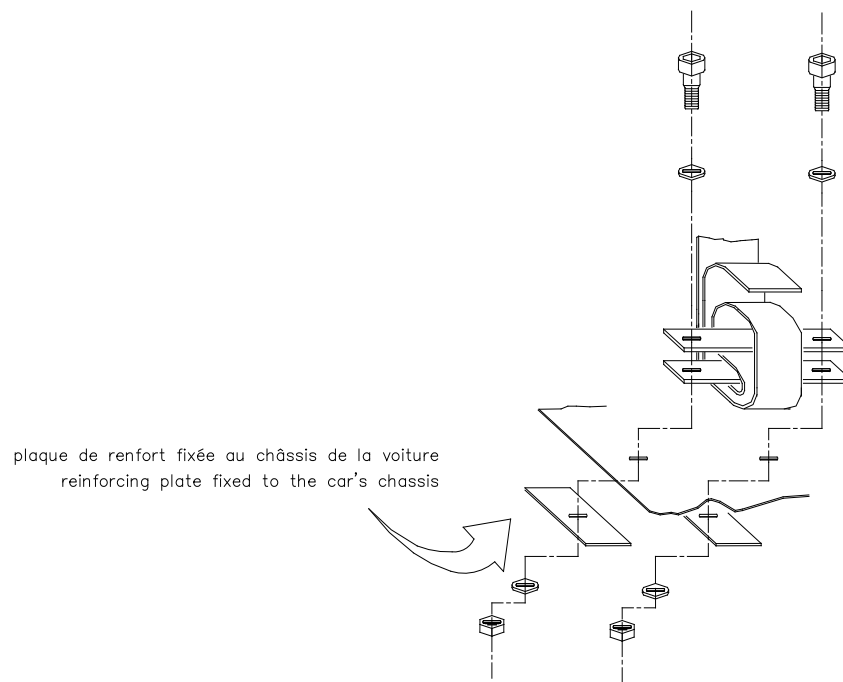 plaque de renfort fixée au châssis de la voiture
reinforcing plate fixed to the car's chassis